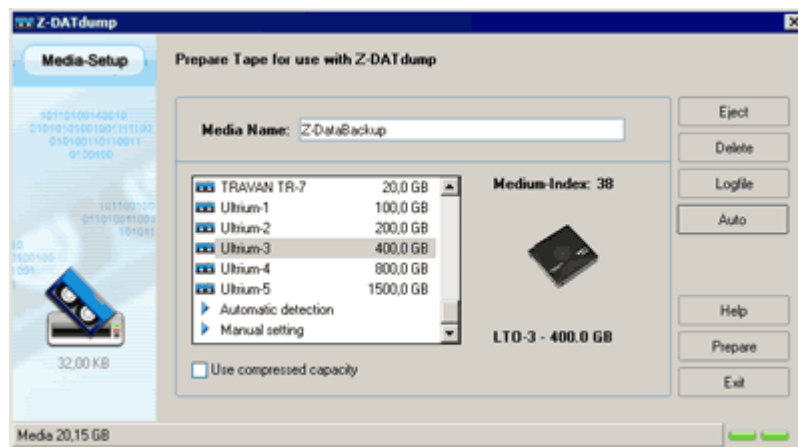 Z-DATdump
Media-Setup
Prepare Tape for use with Z-DATdump
Media Name: Z-DataBackup
TRAVAN TR-7 20,0 GB
Ultrium-1 100,0 GB
Ultrium-2 200,0 GB
Ultrium-3 400,0 GB
Ultrium-4 800,0 GB
Ultrium-5 1500,0 GB
Automatic detection
Manual setting
Use compressed capacity
Medium-Index: 38
LTO-3 - 400.0 GB
Eject
Delete
Logfile
Auto
Help
Prepare
Exit
32,00 KB
Media 20,15 GB